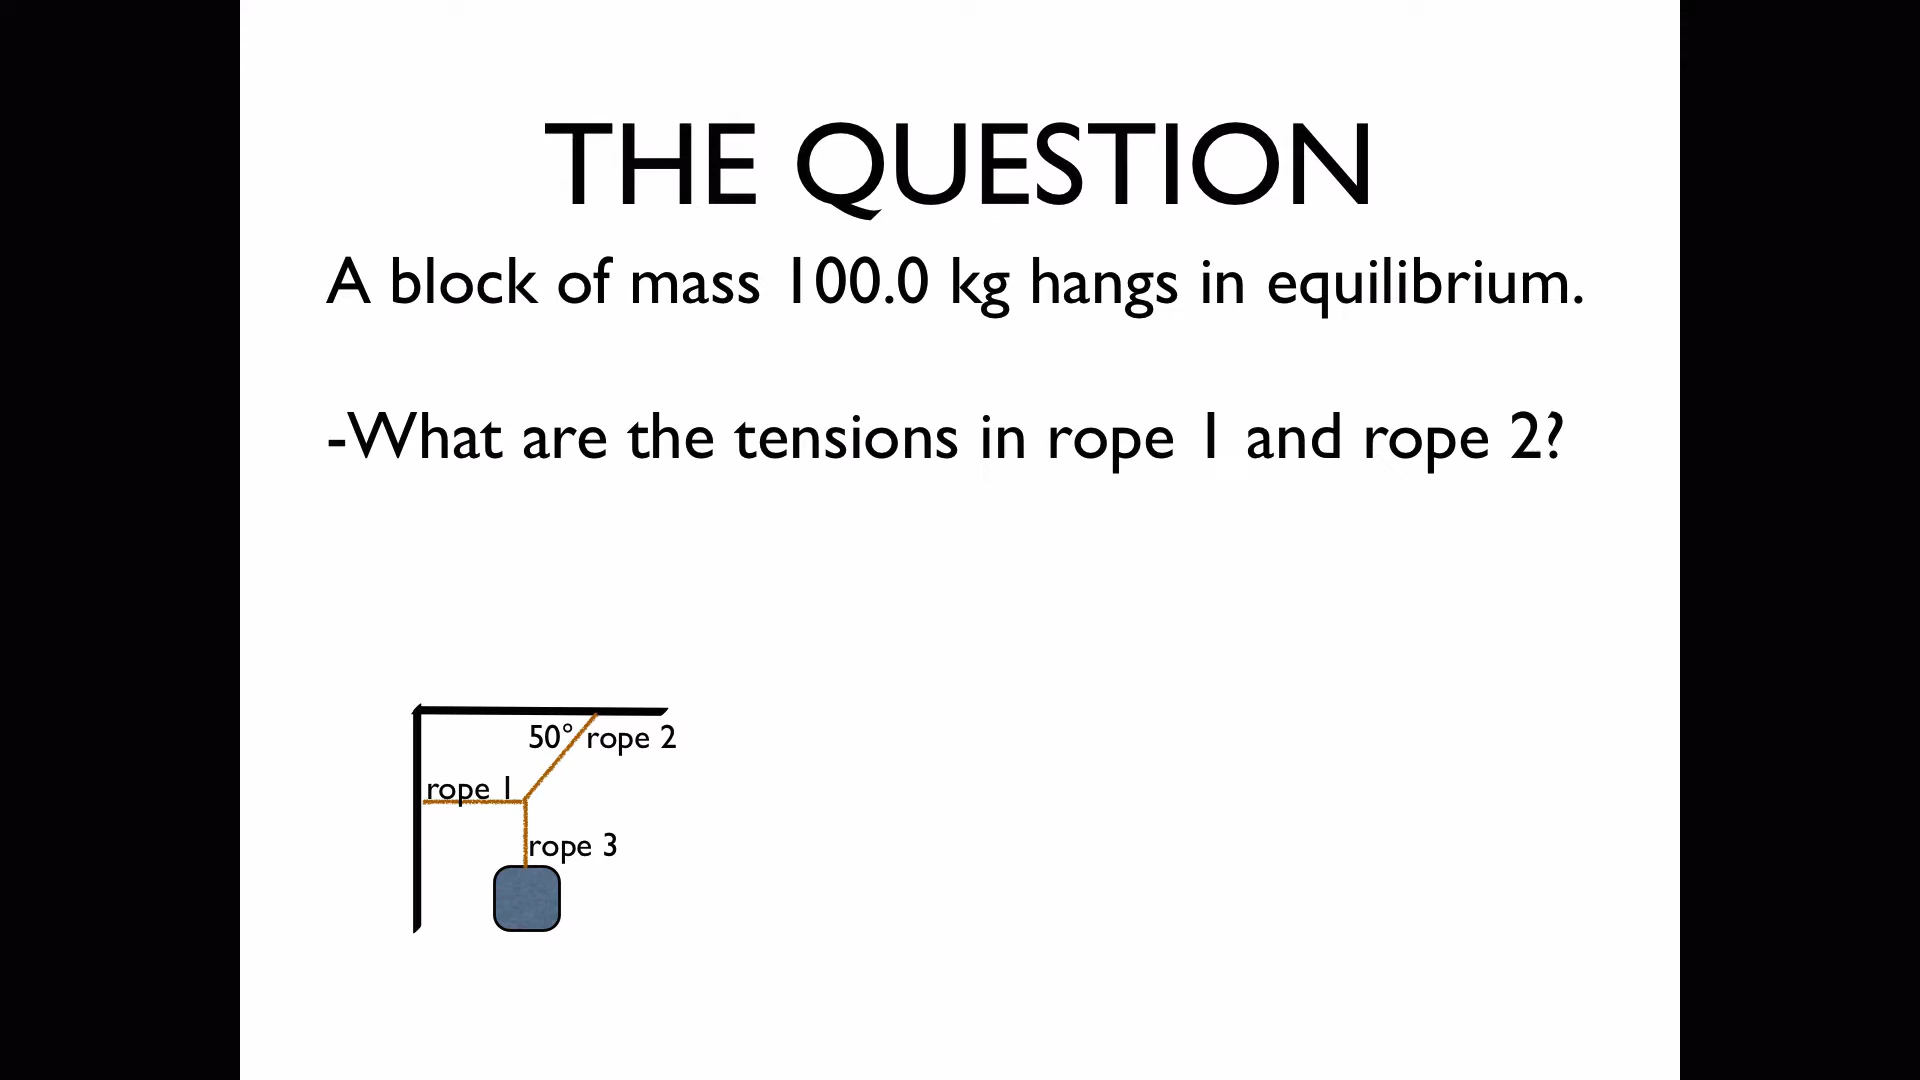 THE QUESTION
A block of mass 100.0 kg hangs in equilibrium.
-What are the tensions in rope 1 and rope 2?
50° rope 2
rope 1
rope 3